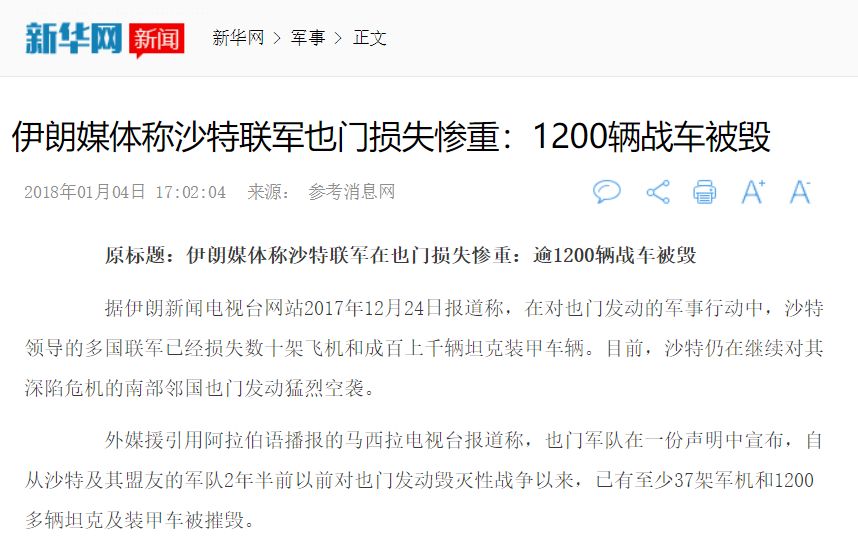 新华网 新闻 新华网 > 军事 > 正文
伊朗媒体称沙特联军也门损失惨重：1200辆战车被毁
2018年01月04日 17:02:04 来源： 参考消息网 A+ A-
原标题：伊朗媒体称沙特联军在也门损失惨重：逾1200辆战车被毁
据伊朗新闻电视台网站2017年12月24日报道称，在对也门发动的军事行动中，沙特
领导的多国联军已经损失数十架飞机和成百上千辆坦克装甲车辆。目前，沙特仍在继续对其
深陷危机的南部邻国也门发动猛烈空袭。
外媒援引用阿拉伯语播报的马西拉电视台报道称，也门军队在一份声明中宣布，自
从沙特及其盟友的军队2年半前以前对也门发动毁灭性战争以来，已有至少37架军机和1200
多辆坦克及装甲车被摧毁。